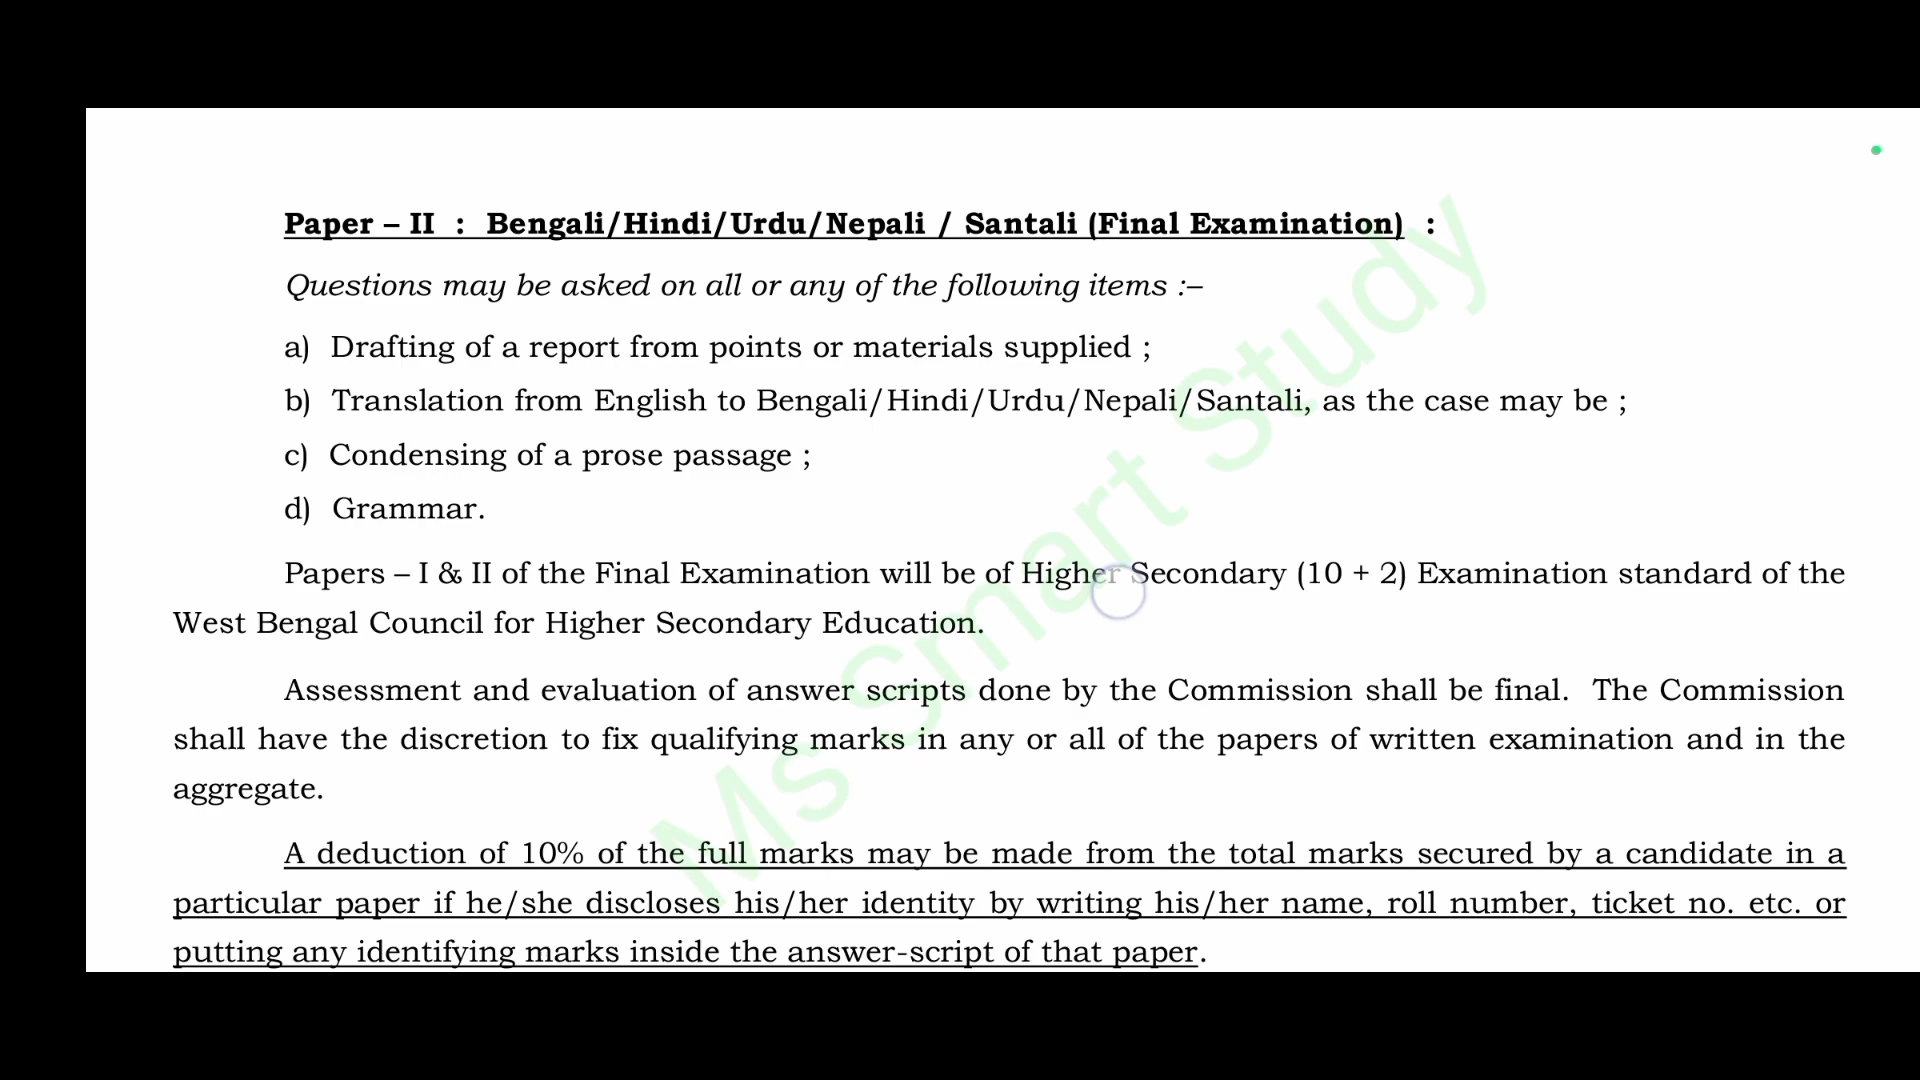 Paper – II : Bengali/Hindi/Urdu/Nepali / Santali (Final Examination) :
Questions may be asked on all or any of the following items :–
a) Drafting of a report from points or materials supplied ;
b) Translation from English to Bengali/Hindi/Urdu/Nepali/Santali, as the case may be ;
c) Condensing of a prose passage ;
d) Grammar.
Papers – I & II of the Final Examination will be of Higher Secondary (10 + 2) Examination standard of the
West Bengal Council for Higher Secondary Education.
Assessment and evaluation of answer scripts done by the Commission shall be final. The Commission
shall have the discretion to fix qualifying marks in any or all of the papers of written examination and in the
aggregate.
A deduction of 10% of the full marks may be made from the total marks secured by a candidate in a
particular paper if he/she discloses his/her identity by writing his/her name, roll number, ticket no. etc. or
putting any identifying marks inside the answer-script of that paper.
Ms Smart Study